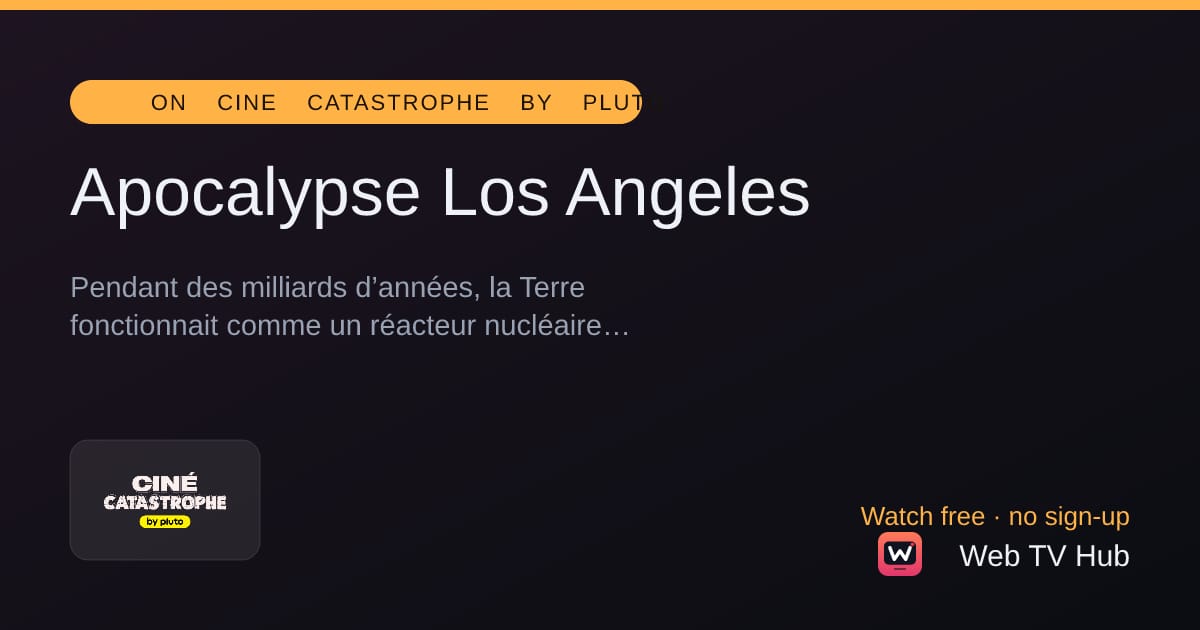 ON CINE CATASTROPHE BY PLUT
Apocalypse Los Angeles
Pendant des milliards d’années, la Terre
fonctionnait comme un réacteur nucléaire…
CINÉ
CATASTROPHE
by pluto
Watch free · no sign-up
W
Web TV Hub